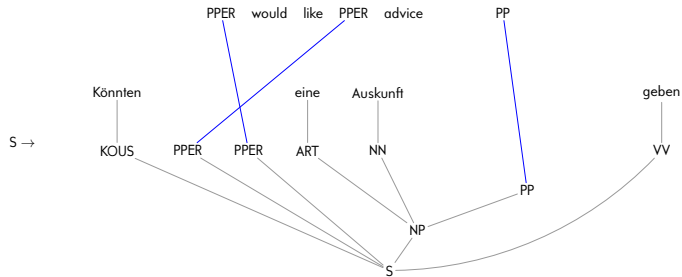 PPER would like PPER advice PP
Könnten eine Auskunft geben
S →
KOUS PPER PPER ART NN VV
PP
NP
S